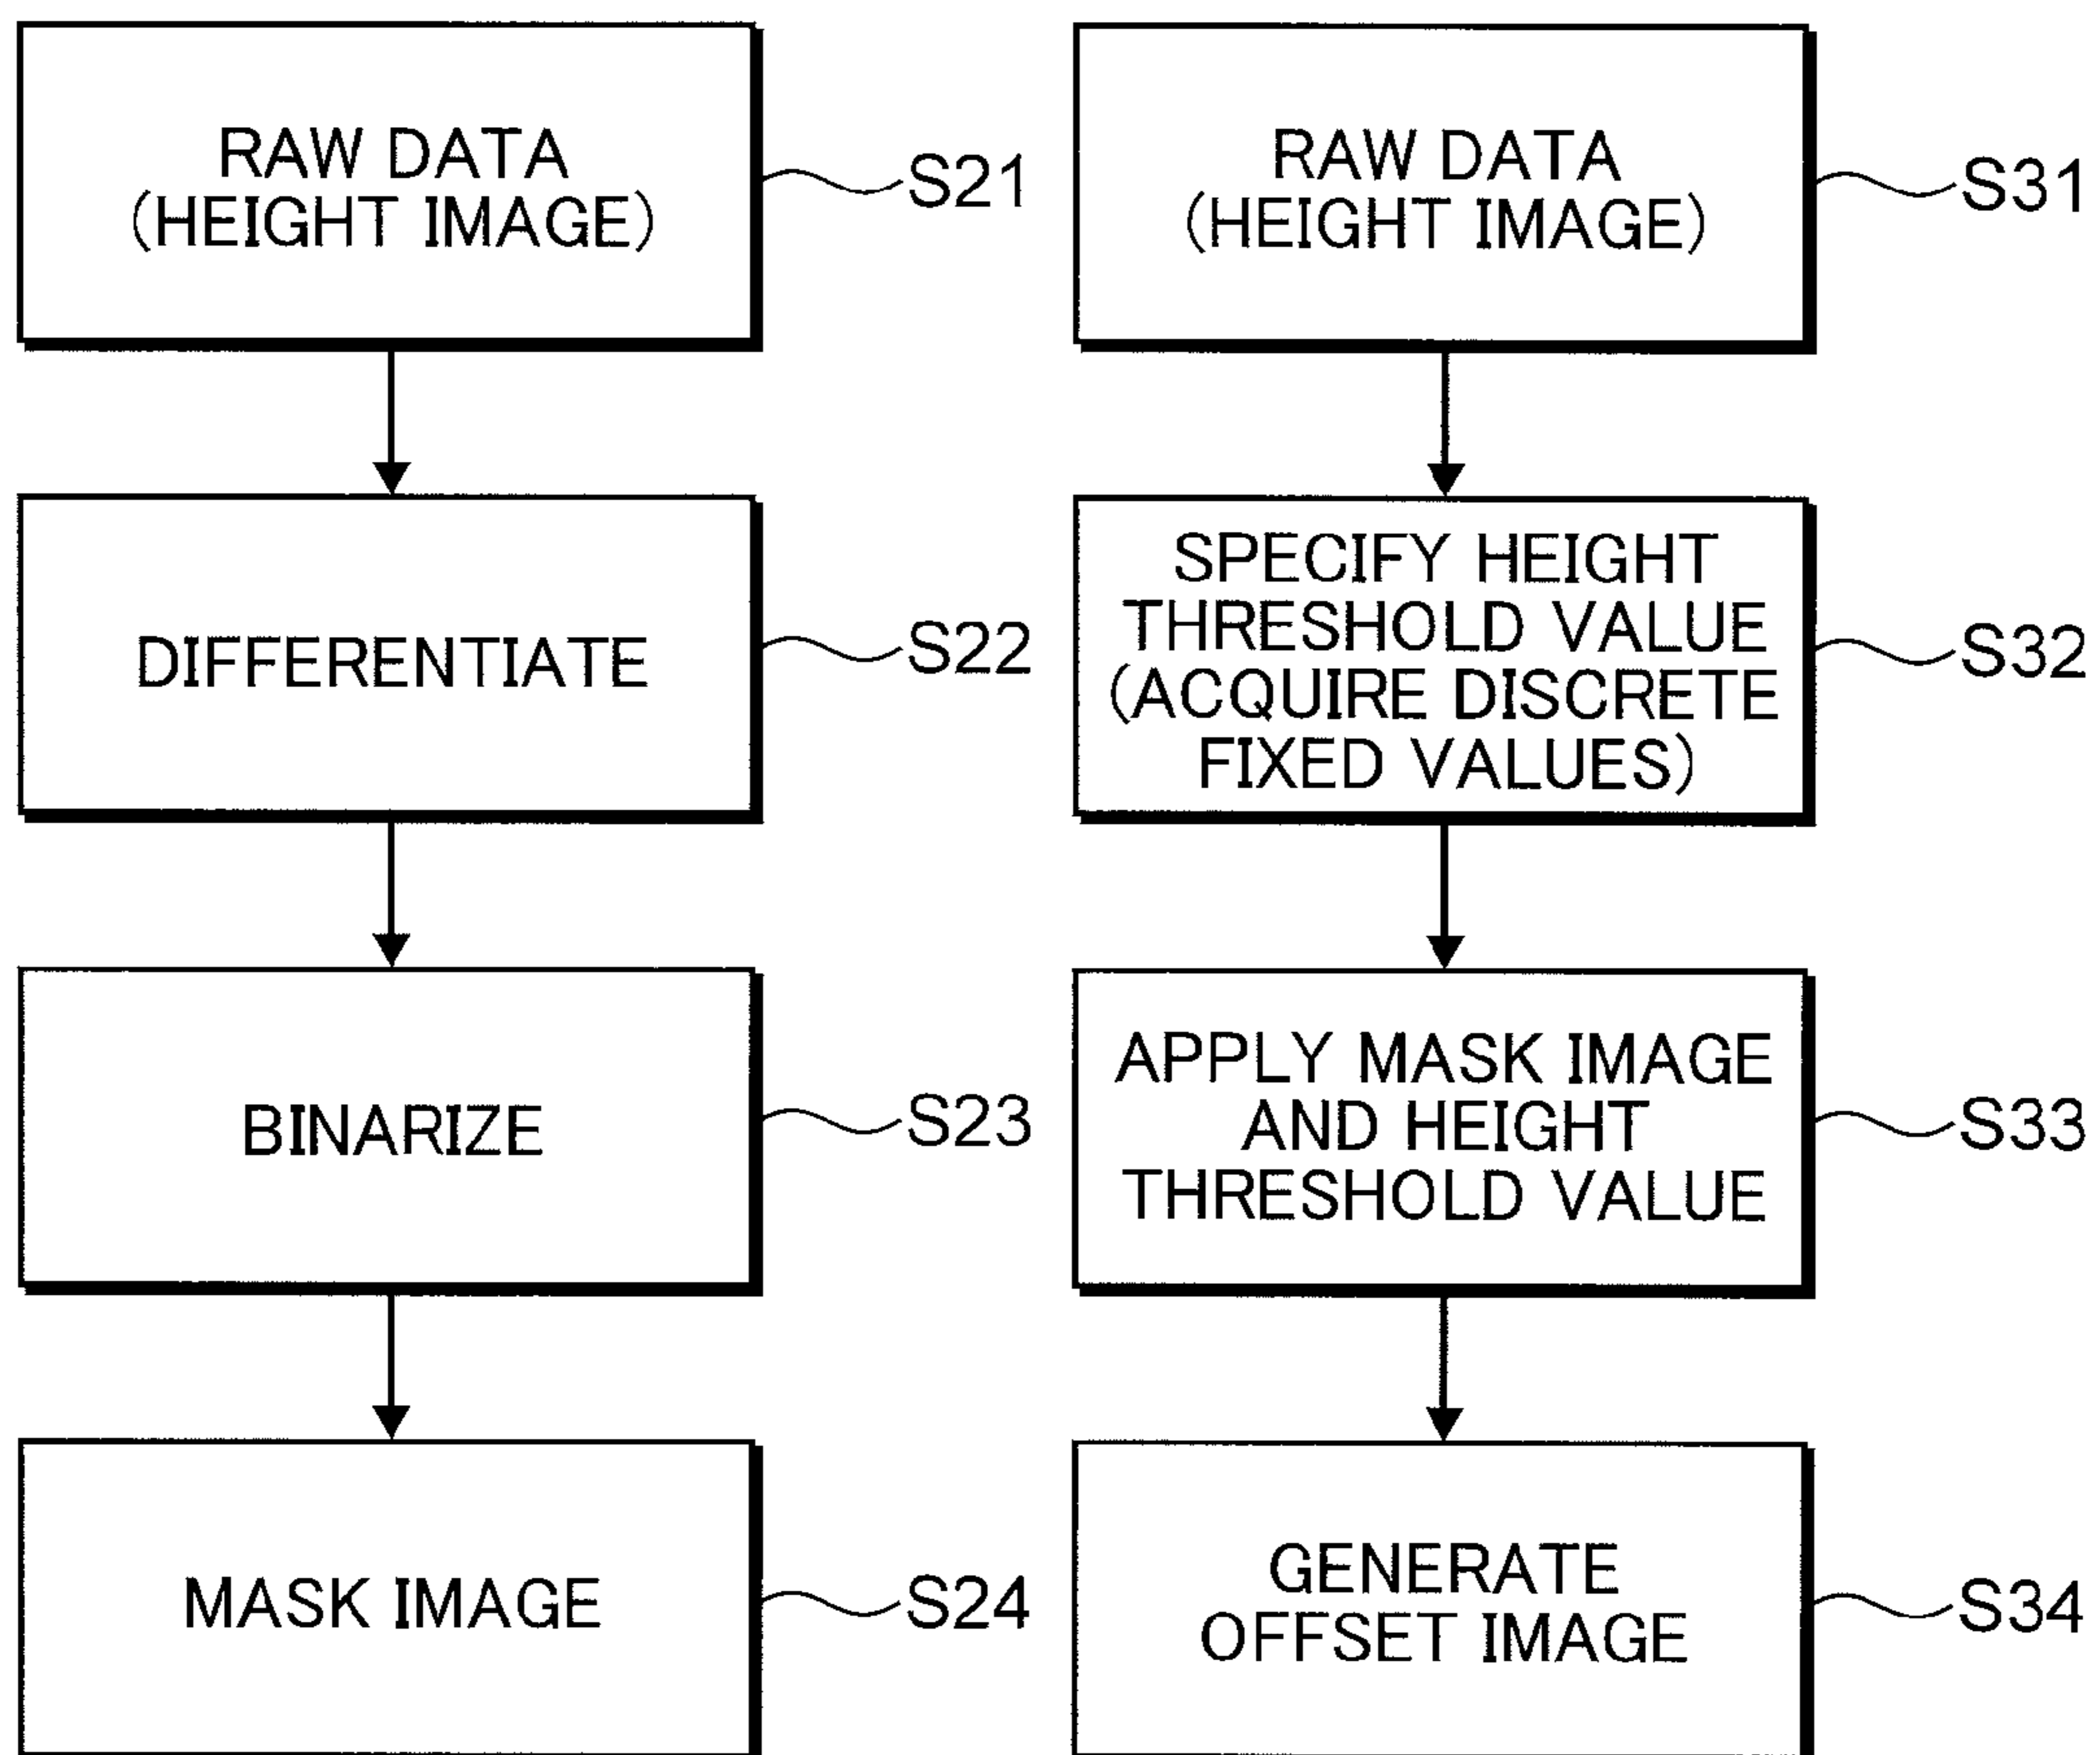 RAW DATA
(HEIGHT IMAGE)
S21
DIFFERENTIATE
S22
BINARIZE
S23
MASK IMAGE
S24
RAW DATA
(HEIGHT IMAGE)
S31
SPECIFY HEIGHT
THRESHOLD VALUE
(ACQUIRE DISCRETE
FIXED VALUES)
S32
APPLY MASK IMAGE
AND HEIGHT
THRESHOLD VALUE
S33
GENERATE
OFFSET IMAGE
S34